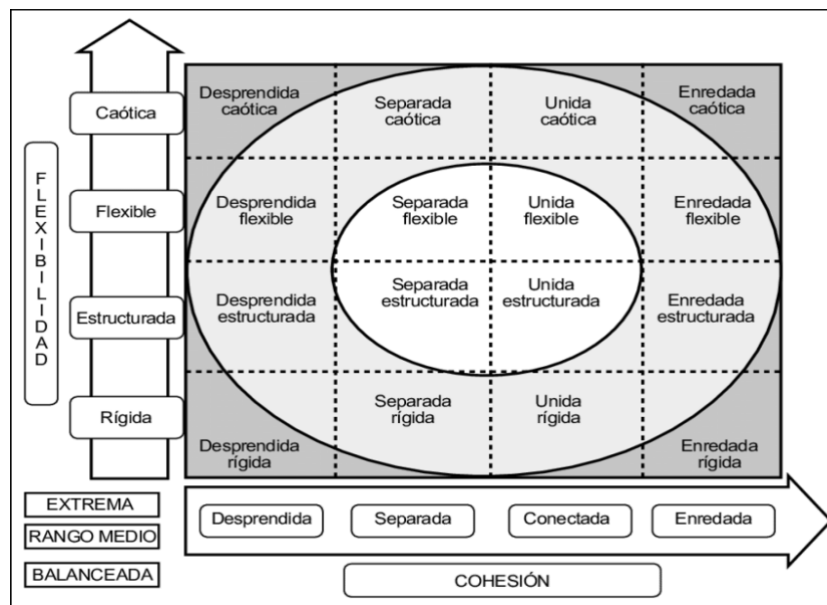 Desprendida
caótica
Separada
caótica
Unida
caótica
Enredada
caótica
Caótica
FLEXIBILIDAD
Flexible
Desprendida
flexible
Separada
flexible
Unida
flexible
Enredada
flexible
Estructurada
Desprendida
estructurada
Separada
estructurada
Unida
estructurada
Enredada
estructurada
Rígida
Desprendida
rígida
Separada
rígida
Unida
rígida
Enredada
rígida
EXTREMA
RANGO MEDIO
BALANCEADA
Desprendida
Separada
Conectada
Enredada
COHESIÓN